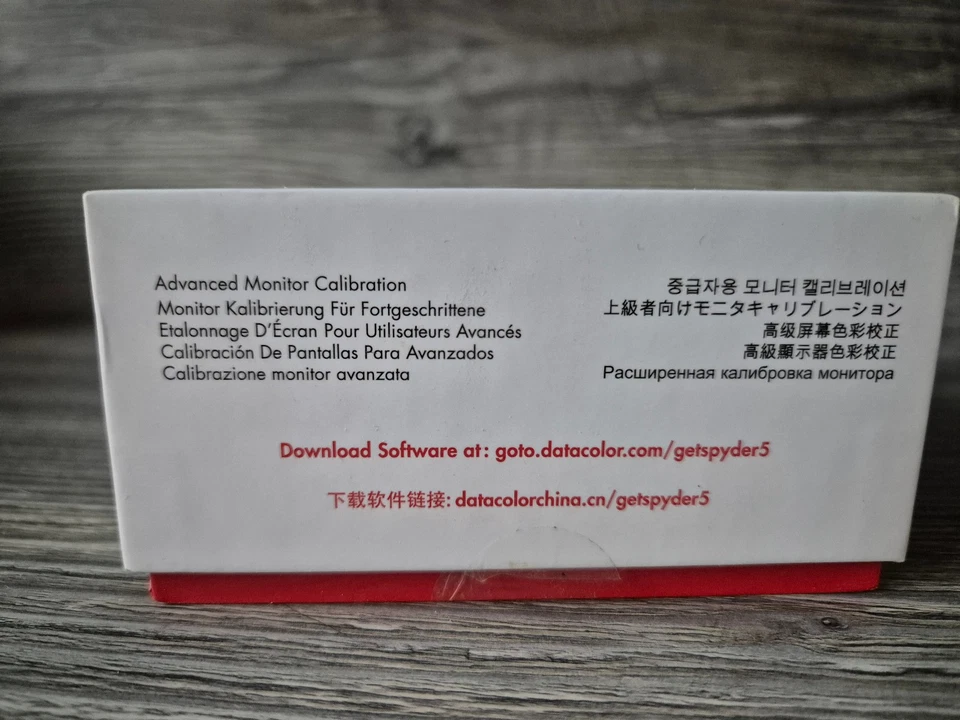 Advanced Monitor Calibration
Monitor Kalibrierung Für Fortgeschrittene
Etalonnage D'Écran Pour Utilisateurs Avancés
Calibración De Pantallas Para Avanzados
Calibrazione monitor avanzata
중급자용 모니터 캘리브레이션
上級者向けモニタキャリブレーション
高级屏幕色彩校正
高級顯示器色彩校正
Расширенная калибровка монитора
Download Software at: goto.datacolor.com/getspyder5
下载软件链接: datacolorchina.cn/getspyder5